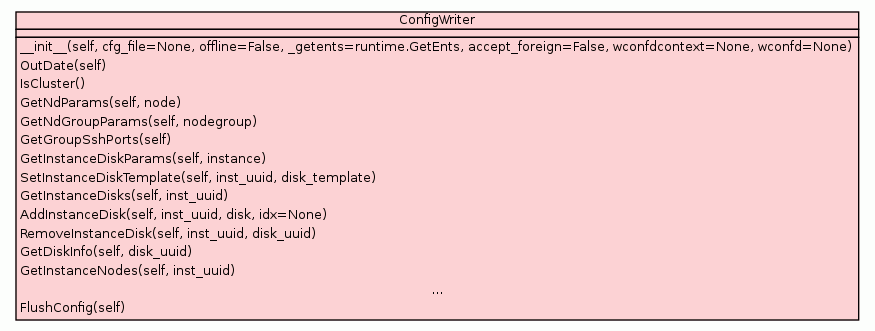 ConfigWriter
__init__(self, cfg_file=None, offline=False, _getents=runtime.GetEnts, accept_foreign=False, wconfdcontext=None, wconfd=None)
OutDate(self)
IsCluster()
GetNdParams(self, node)
GetNdGroupParams(self, nodegroup)
GetGroupSshPorts(self)
GetInstanceDiskParams(self, instance)
SetInstanceDiskTemplate(self, inst_uuid, disk_template)
GetInstanceDisks(self, inst_uuid)
AddInstanceDisk(self, inst_uuid, disk, idx=None)
RemoveInstanceDisk(self, inst_uuid, disk_uuid)
GetDiskInfo(self, disk_uuid)
GetInstanceNodes(self, inst_uuid)
...
FlushConfig(self)